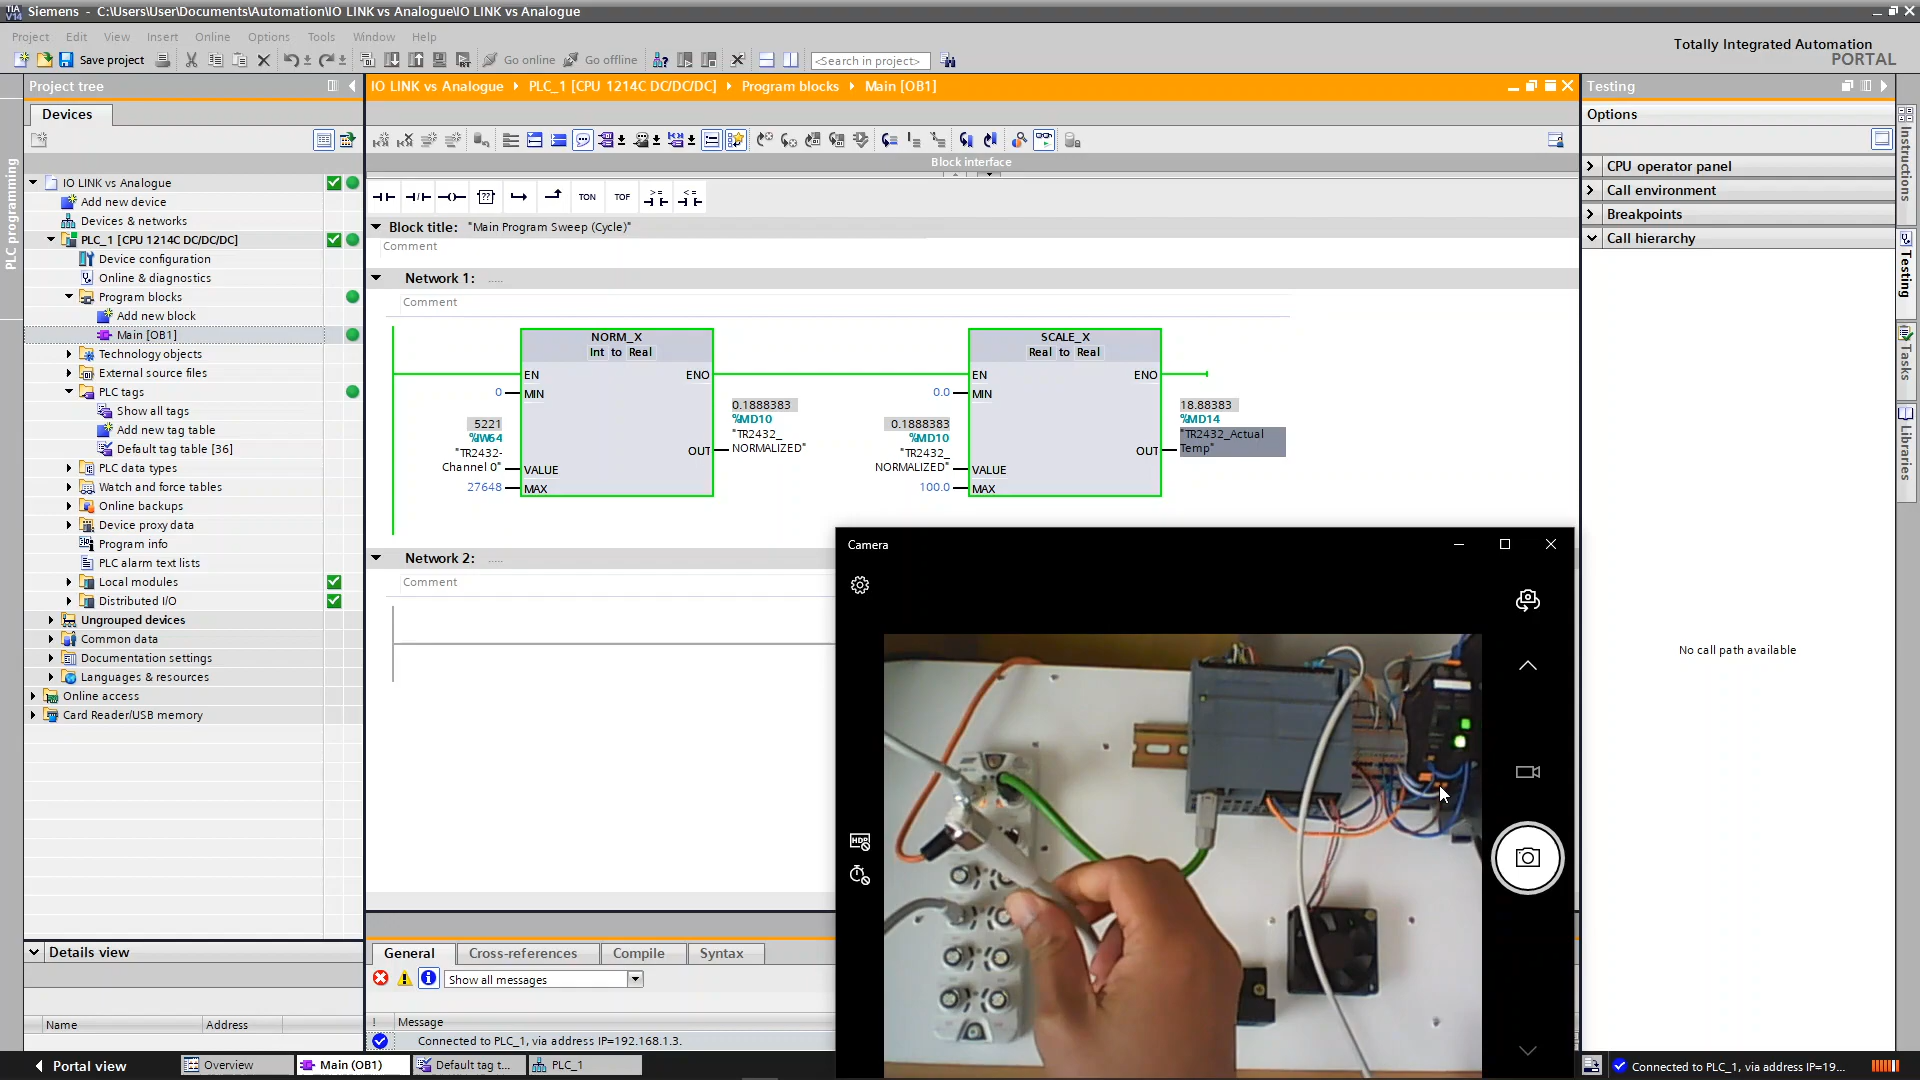 TIA V14 Siemens - C:\Users\User\Documents\Automation\IO LINK vs Analogue\IO LINK vs Analogue
Project Edit View Insert Online Options Tools Window Help
Totally Integrated Automation
PORTAL
Save project Go online Go offline <Search in project>
Project tree
IO LINK vs Analogue PLC_1 [CPU 1214C DC/DC/DC] Program blocks Main [OB1]
Testing
Devices
Options
PLC programming
Block interface
CPU operator panel
Call environment
Breakpoints
Call hierarchy
No call path available
Instructions
Testing
Tasks
Libraries
IO LINK vs Analogue
Add new device
Devices & networks
PLC_1 [CPU 1214C DC/DC/DC]
Device configuration
Online & diagnostics
Program blocks
Add new block
Main [OB1]
Technology objects
External source files
PLC tags
Show all tags
Add new tag table
Default tag table [36]
PLC data types
Watch and force tables
Online backups
Device proxy data
Program info
PLC alarm text lists
Local modules
Distributed I/O
Ungrouped devices
Common data
Documentation settings
Languages & resources
Online access
Card Reader/USB memory
?? TON TOF >= <=
Block title: "Main Program Sweep (Cycle)"
Comment
Network 1: .....
Comment
NORM_X
Int to Real
EN ENO
0 MIN
5221
%IW64
"TR2432-
Channel 0" VALUE
27648 MAX
0.1888383
%MD10
"TR2432_
OUT NORMALIZED"
SCALE_X
Real to Real
EN ENO
0.0 MIN
0.1888383
%MD10
"TR2432_
NORMALIZED" VALUE
100.0 MAX
18.88383
%MD14
"TR2432_Actual
OUT Temp"
Network 2: .....
Comment
Camera
HDR
Details view
Name Address
General Cross-references Compile Syntax
Show all messages
! Message
Connected to PLC_1, via address IP=192.168.1.3.
Portal view Overview Main (OB1) Default tag t... PLC_1
Connected to PLC_1, via address IP=19...